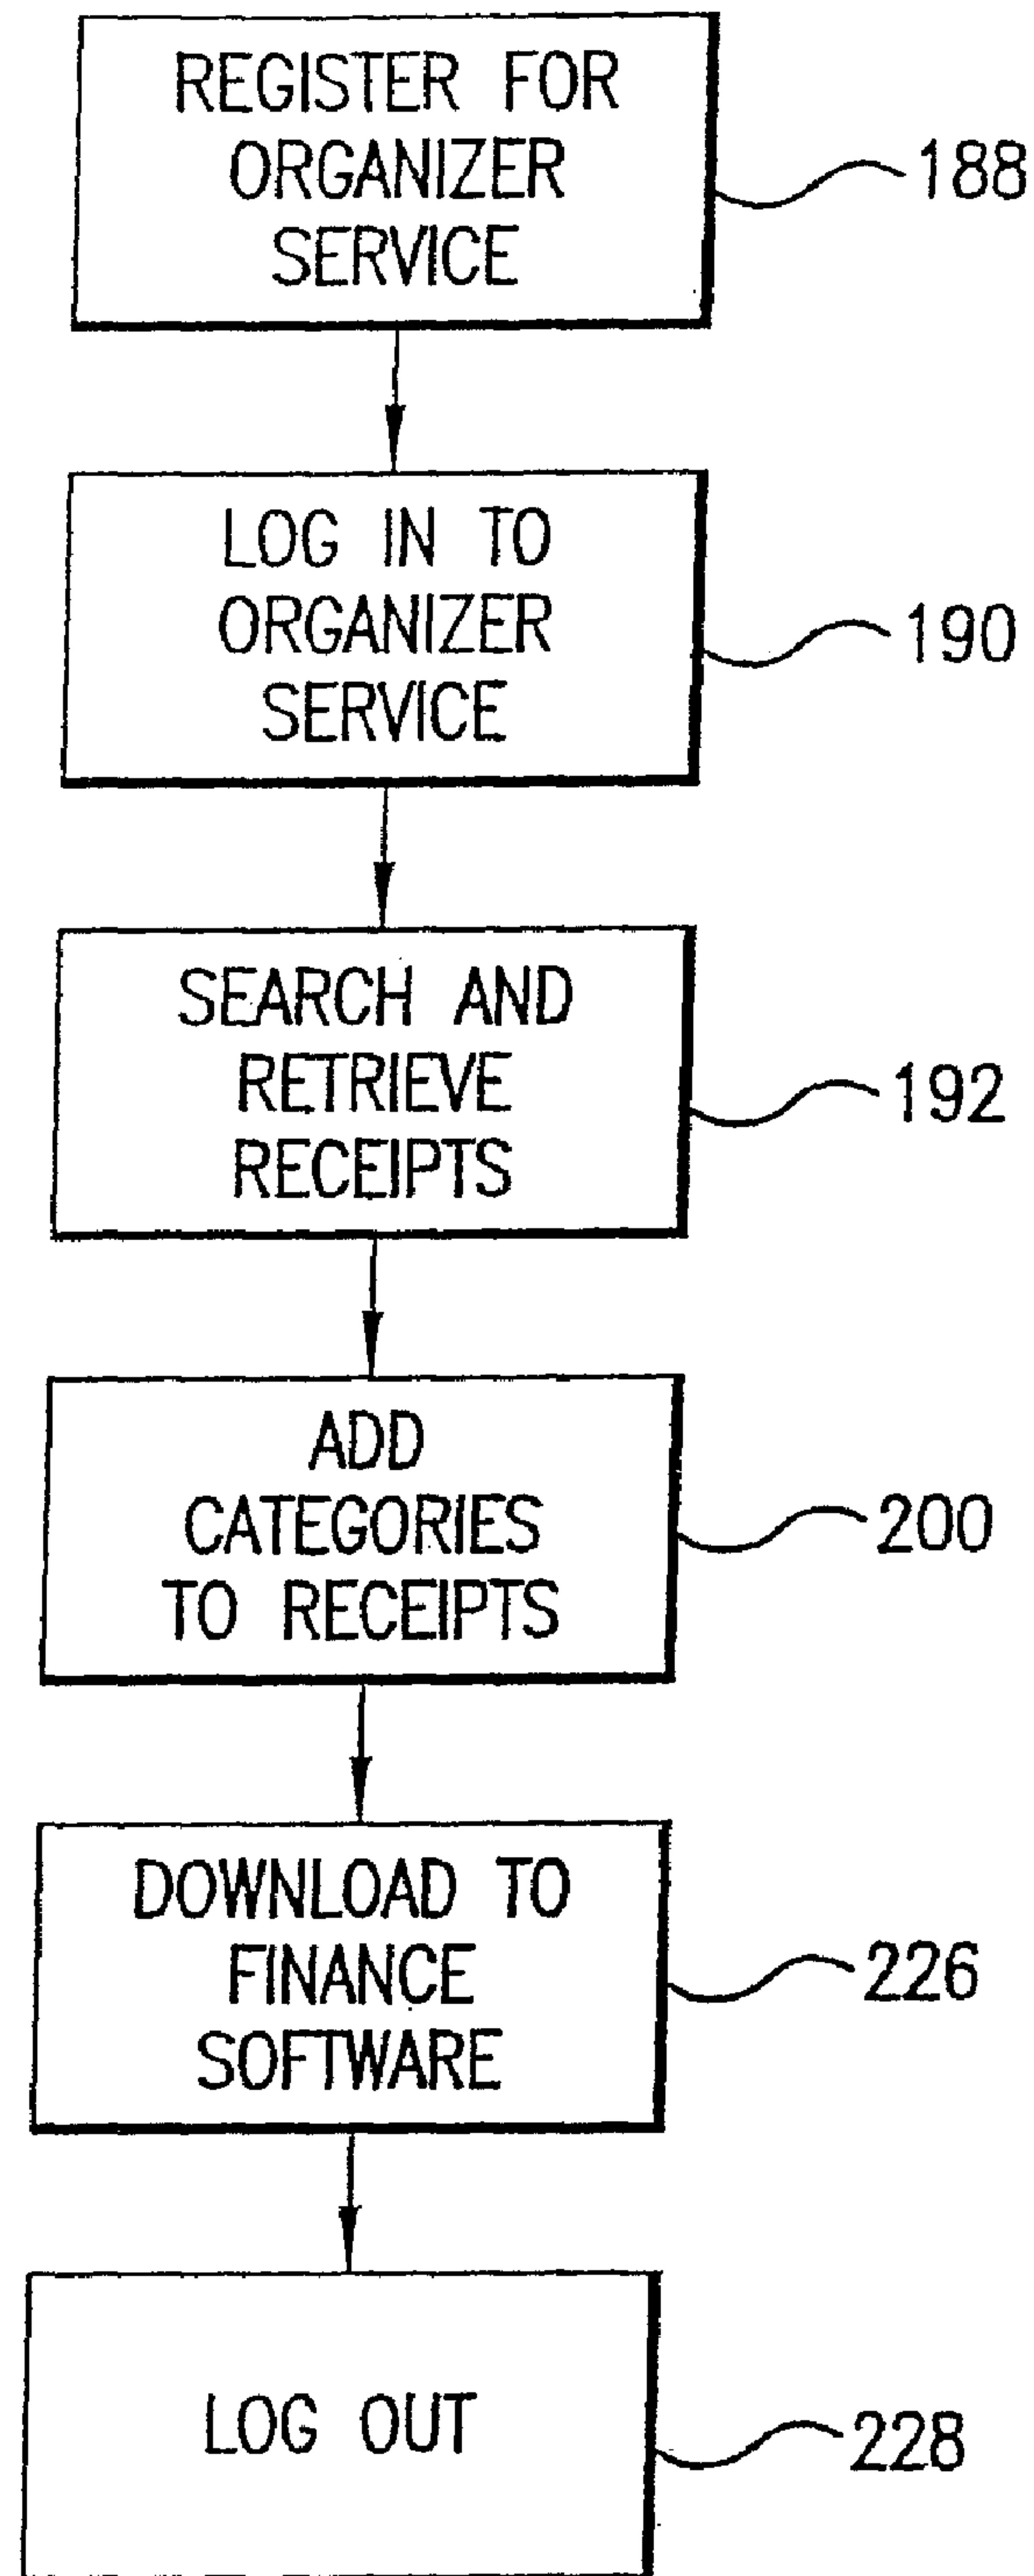 REGISTER FOR
ORGANIZER
SERVICE
188
LOG IN TO
ORGANIZER
SERVICE
190
SEARCH AND
RETRIEVE
RECEIPTS
192
ADD
CATEGORIES
TO RECEIPTS
200
DOWNLOAD TO
FINANCE
SOFTWARE
226
LOG OUT
228